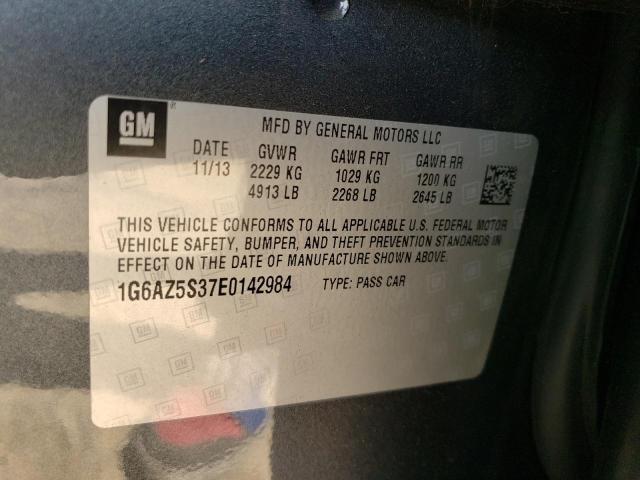 GM ®
MFD BY GENERAL MOTORS LLC
DATE GVWR GAWR FRT GAWR RR
11/13 2229 KG 1029 KG 1200 KG
4913 LB 2268 LB 2645 LB
THIS VEHICLE CONFORMS TO ALL APPLICABLE U.S. FEDERAL MOTOR
VEHICLE SAFETY, BUMPER, AND THEFT PREVENTION STANDARDS IN
EFFECT ON THE DATE OF MANUFACTURE SHOWN ABOVE.
1G6AZ5S37E0142984 TYPE: PASS CAR